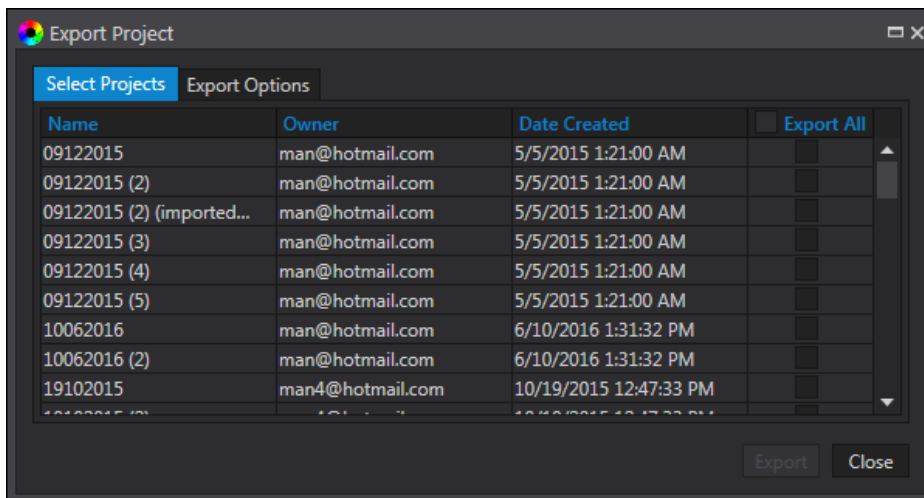 Export Project
Select Projects Export Options
Name Owner Date Created Export All
09122015 man@hotmail.com 5/5/2015 1:21:00 AM
09122015 (2) man@hotmail.com 5/5/2015 1:21:00 AM
09122015 (2) (imported... man@hotmail.com 5/5/2015 1:21:00 AM
09122015 (3) man@hotmail.com 5/5/2015 1:21:00 AM
09122015 (4) man@hotmail.com 5/5/2015 1:21:00 AM
09122015 (5) man@hotmail.com 5/5/2015 1:21:00 AM
10062016 man@hotmail.com 6/10/2016 1:31:32 PM
10062016 (2) man@hotmail.com 6/10/2016 1:31:32 PM
19102015 man4@hotmail.com 10/19/2015 12:47:33 PM
Export Close